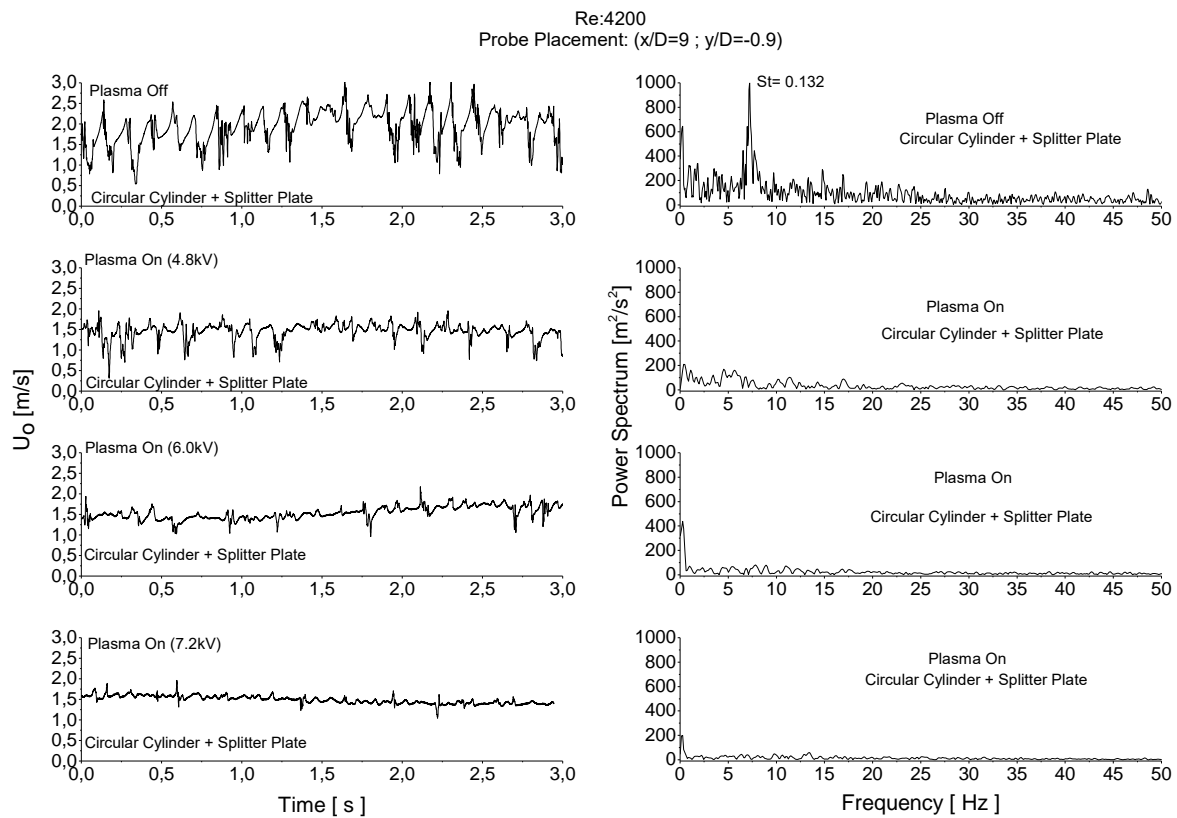 Re:4200
Probe Placement: (x/D=9 ; y/D=-0.9)
Plasma Off
Circular Cylinder + Splitter Plate
3,0
2,5
2,0
1,5
1,0
0,5
0,0
0,0 0,5 1,0 1,5 2,0 2,5 3,0
St= 0.132
Plasma Off
Circular Cylinder + Splitter Plate
1000
800
600
400
200
0
0 5 10 15 20 25 30 35 40 45 50
Plasma On (4.8kV)
Circular Cylinder + Splitter Plate
3,0
2,5
2,0
1,5
1,0
0,5
0,0
0,0 0,5 1,0 1,5 2,0 2,5 3,0
Plasma On
Circular Cylinder + Splitter Plate
1000
800
600
400
200
0
0 5 10 15 20 25 30 35 40 45 50
U₀ [m/s]
Power Spectrum [m²/s²]
Plasma On (6.0kV)
Circular Cylinder + Splitter Plate
3,0
2,5
2,0
1,5
1,0
0,5
0,0
0,0 0,5 1,0 1,5 2,0 2,5 3,0
Plasma On
Circular Cylinder + Splitter Plate
1000
800
600
400
200
0
0 5 10 15 20 25 30 35 40 45 50
Plasma On (7.2kV)
Circular Cylinder + Splitter Plate
3,0
2,5
2,0
1,5
1,0
0,5
0,0
0,0 0,5 1,0 1,5 2,0 2,5 3,0
Plasma On
Circular Cylinder + Splitter Plate
1000
800
600
400
200
0
0 5 10 15 20 25 30 35 40 45 50
Time [ s ]
Frequency [ Hz ]